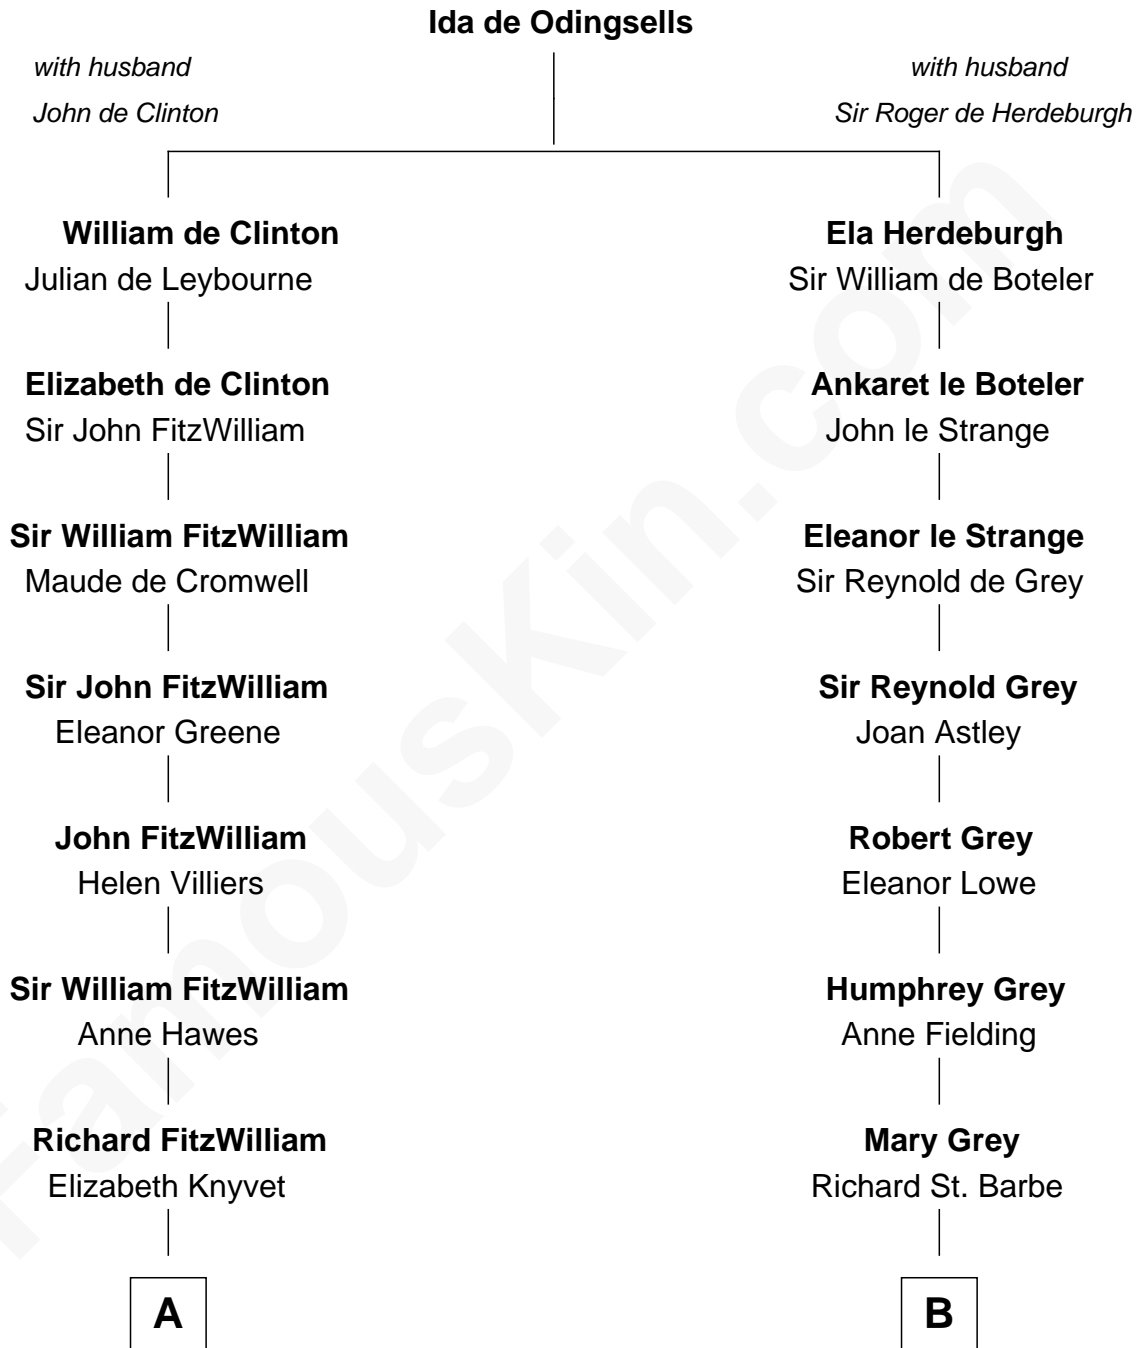 Ida de Odingsells
with husband
John de Clinton
with husband
Sir Roger de Herdeburgh
William de Clinton
Julian de Leybourne
Ela Herdeburgh
Sir William de Boteler
Elizabeth de Clinton
Sir John FitzWilliam
Ankaret le Boteler
John le Strange
Sir William FitzWilliam
Maude de Cromwell
Eleanor le Strange
Sir Reynold de Grey
Sir John FitzWilliam
Eleanor Greene
Sir Reynold Grey
Joan Astley
John FitzWilliam
Helen Villiers
Robert Grey
Eleanor Lowe
Sir William FitzWilliam
Anne Hawes
Humphrey Grey
Anne Fielding
Richard FitzWilliam
Elizabeth Knyvet
Mary Grey
Richard St. Barbe
A
B
FamousKin.com